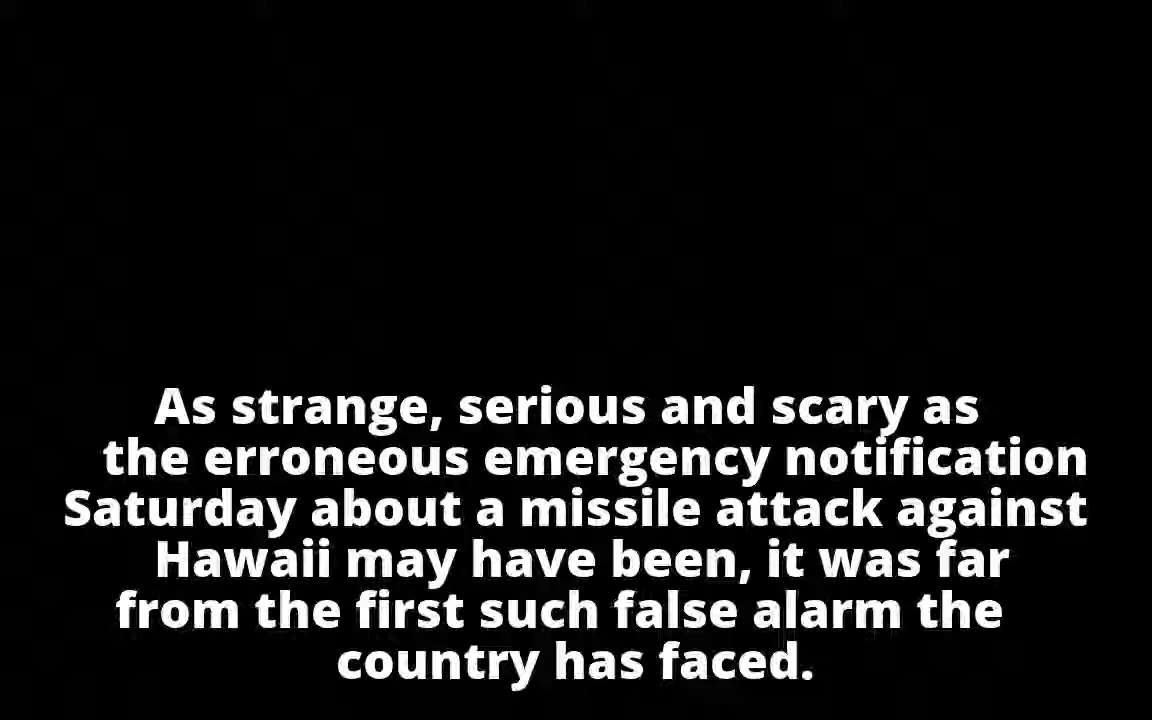 As strange, serious and scary as
the erroneous emergency notification
Saturday about a missile attack against
Hawaii may have been, it was far
from the first such false alarm the
country has faced.